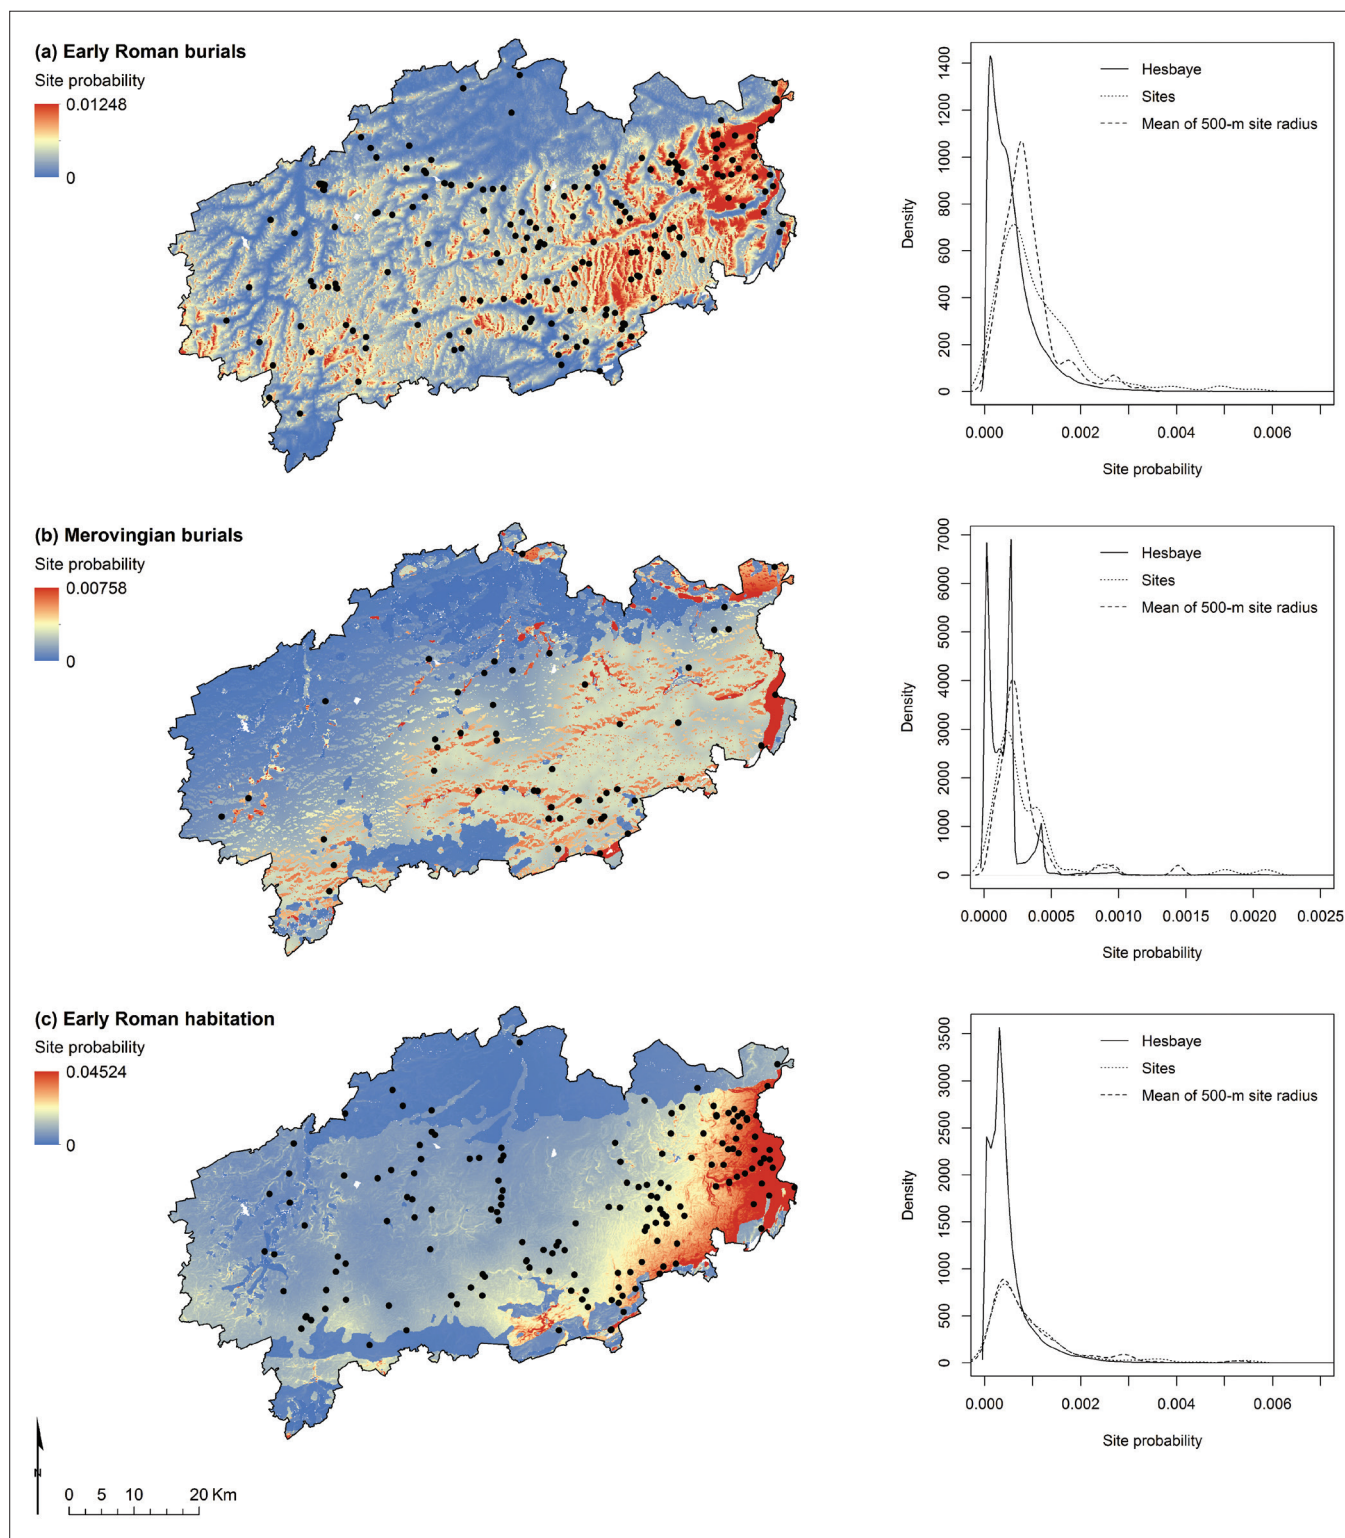 (a) Early Roman burials
Site probability
0.01248
0
1400
1200
1000
800
600
400
200
0
Density
Hesbaye
Sites
Mean of 500-m site radius
0.000 0.002 0.004 0.006
Site probability
(b) Merovingian burials
Site probability
0.00758
0
7000
6000
5000
4000
3000
2000
1000
0
Density
Hesbaye
Sites
Mean of 500-m site radius
0.0000 0.0005 0.0010 0.0015 0.0020 0.0025
Site probability
(c) Early Roman habitation
Site probability
0.04524
0
3500
3000
2500
2000
1500
1000
500
0
Density
Hesbaye
Sites
Mean of 500-m site radius
0.000 0.002 0.004 0.006
Site probability
N
0 5 10 20 Km